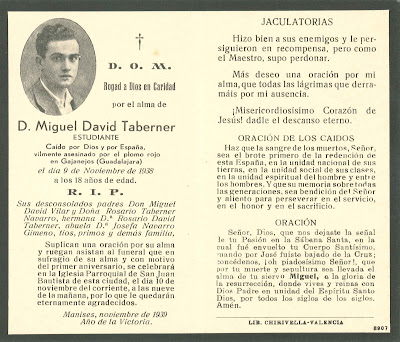 D. O. M.
Rogad a Dios en Caridad
por el alma de
D. Miguel David Taberner
ESTUDIANTE
Caído por Dios y por España,
vilmente asesinado por el plomo rojo
en Gajanejos (Guadalajara)
el día 9 de Noviembre de 1938
a los 18 años de edad.
R. I. P.
Sus desconsolados padres Don Miguel
David Vilar y Doña Rosario Taberner
Navarro, hermana D.ª Rosario David
Taberner, abuela D.ª Josefa Navarro
Gimeno, tíos, primos y demás familia,
Suplican una oración por su alma
y ruegan asistan al funeral que en
sufragio de su alma y con motivo
del primer aniversario, se celebrará
en la Iglesia Parroquial de San Juan
Bautista de esta ciudad, el día 10 de
noviembre del corriente, a las nueve
de la mañana, por lo que le quedarán
eternamente agradecidos.
Manises, noviembre de 1939
Año de la Victoria.
JACULATORIAS
Hizo bien a sus enemigos y le per-
siguieron en recompensa, pero como
el Maestro, supo perdonar.
Más deseo una oración por mi
alma, que todas las lágrimas que derra-
máis por mi ausencia.
¡Misericordiosísimo Corazón de
Jesús! dadle el descanso eterno.
ORACIÓN DE LOS CAIDOS
Haz que la sangre de los muertos, Señor,
sea el brote primero de la redención de
esta España, en la unidad nacional de sus
tierras, en la unidad social de sus clases,
en la unidad espiritual del hombre y entre
los hombres. Y que su memoria sobre todas
las generaciones, sea bendición del Señor
y aliento para perseverar en el servicio,
en el honor y en el sacrificio.
ORACIÓN
Señor, Dios, que nos dejaste la señal
de tu Pasión en la Sábana Santa, en la
cual fué envuelto tu Cuerpo Santísimo,
cuando por José fuiste bajado de la Cruz;
concédenos, ¡oh piadosísimo Señor!, que
por tu muerte y sepultura sea llevada el
alma de tu siervo Miguel, a la gloria de
la resurrección, donde vives y reinas con
Dios Padre en unidad del Espíritu Santo
Dios, por todos los siglos de los siglos.
Amén.
LIB. CHIRIVELLA-VALENCIA
8907